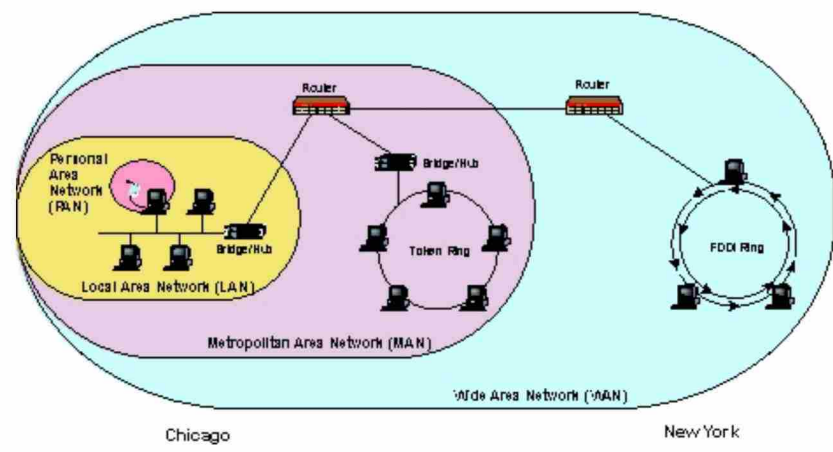 Router
Router
Personal
Area
Network
(PAN)
Bridge/Hub
Bridge/Hub
Token Ring
FDDI Ring
Local Area Network (LAN)
Metropolitan Area Network (MAN)
Wide Area Network (WAN)
Chicago
New York